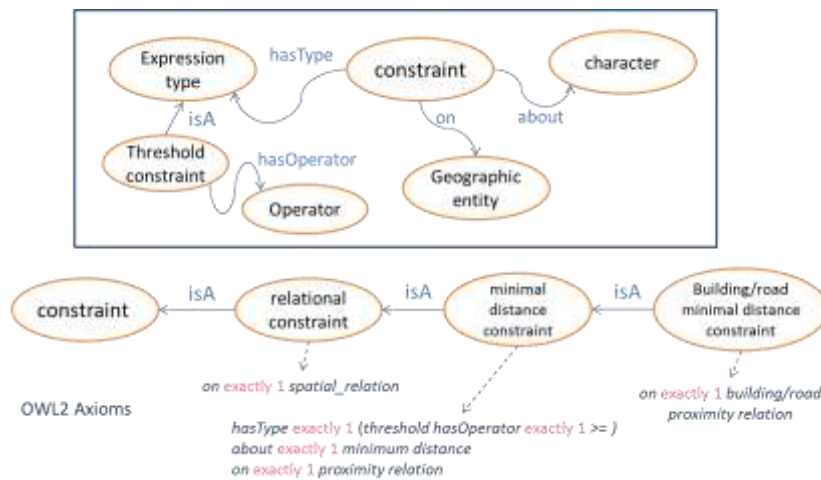 Expression
type
hasType
constraint
character
isA
on
about
Threshold
constraint
hasOperator
Operator
Geographic
entity
constraint
isA
relational
constraint
isA
minimal
distance
constraint
isA
Building/road
minimal distance
constraint
on exactly 1 spatial_relation
on exactly 1 building/road
proximity relation
OWL2 Axioms
hasType exactly 1 (threshold hasOperator exactly 1 >= )
about exactly 1 minimum distance
on exactly 1 proximity relation